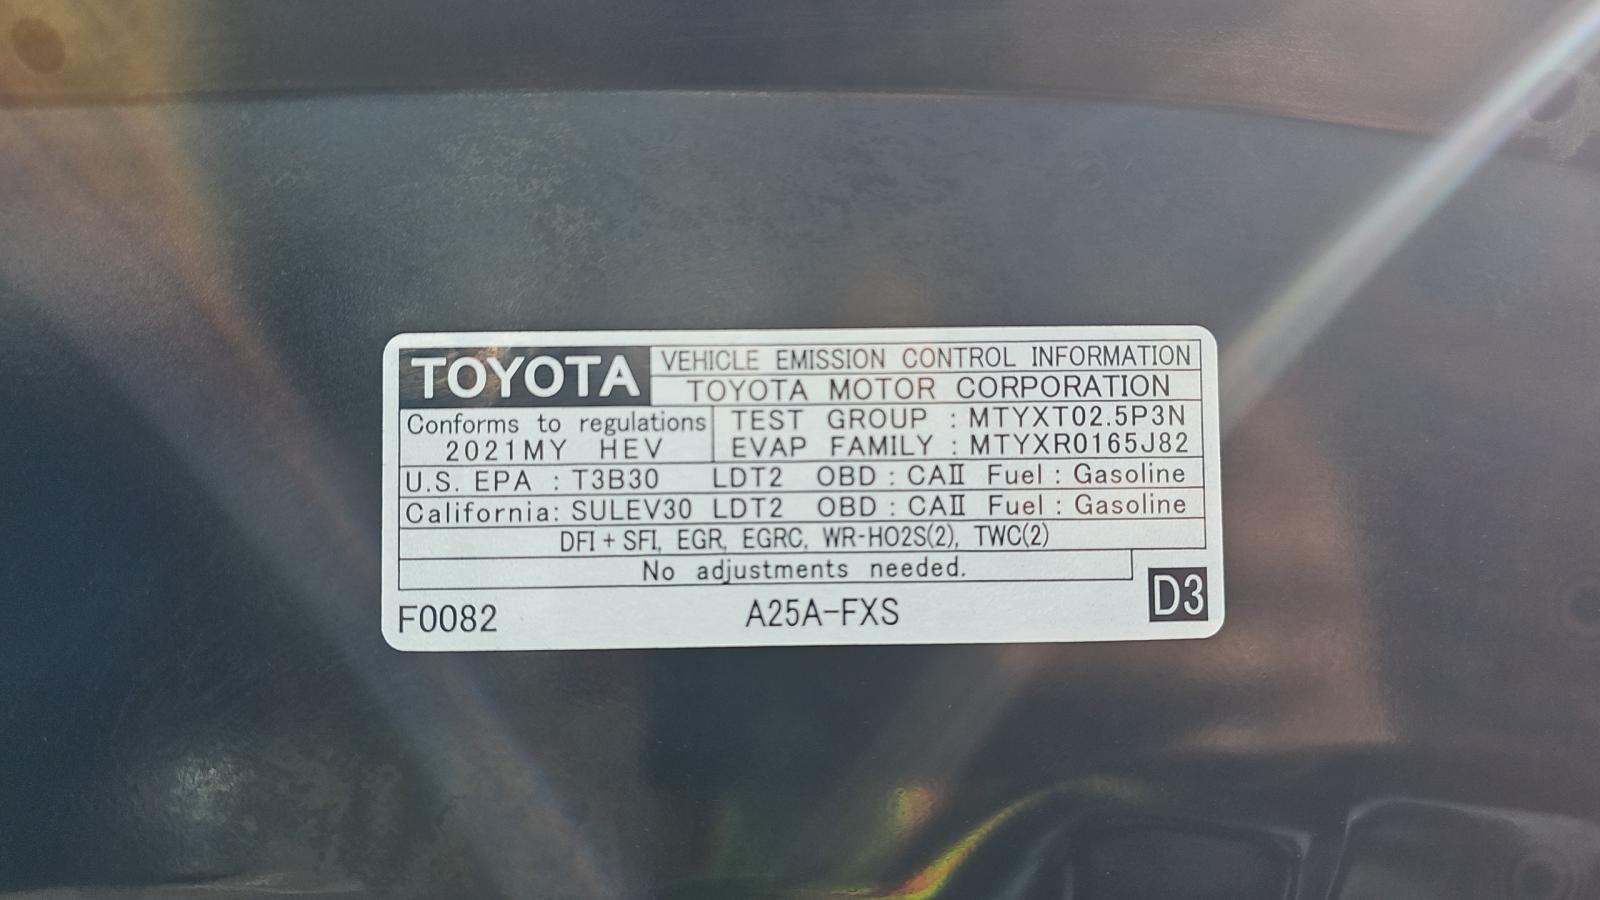 TOYOTA VEHICLE EMISSION CONTROL INFORMATION
TOYOTA MOTOR CORPORATION
Conforms to regulations
2021MY HEV
TEST GROUP : MTYXT02.5P3N
EVAP FAMILY : MTYXR0165J82
U.S. EPA : T3B30 LDT2 OBD : CAII Fuel : Gasoline
California: SULEV30 LDT2 OBD : CAII Fuel : Gasoline
DFI + SFI, EGR, EGRC, WR-HO2S(2), TWC(2)
No adjustments needed.
F0082 A25A-FXS D3